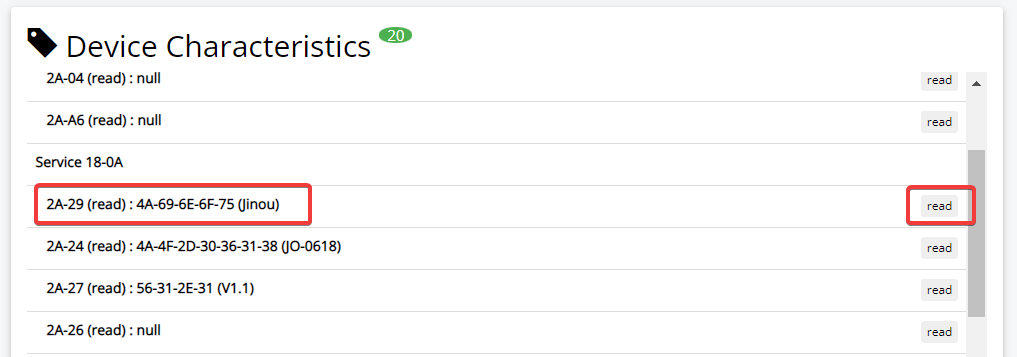 Device Characteristics 20
2A-04 (read) : null read
2A-A6 (read) : null read
Service 18-0A
2A-29 (read) : 4A-69-6E-6F-75 (Jinou) read
2A-24 (read) : 4A-4F-2D-30-36-31-38 (JO-0618) read
2A-27 (read) : 56-31-2E-31 (V1.1) read
2A-26 (read) : null read